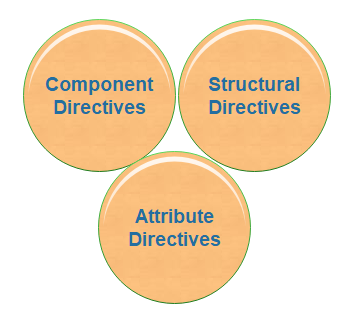 Component
Directives
Structural
Directives
Attribute
Directives